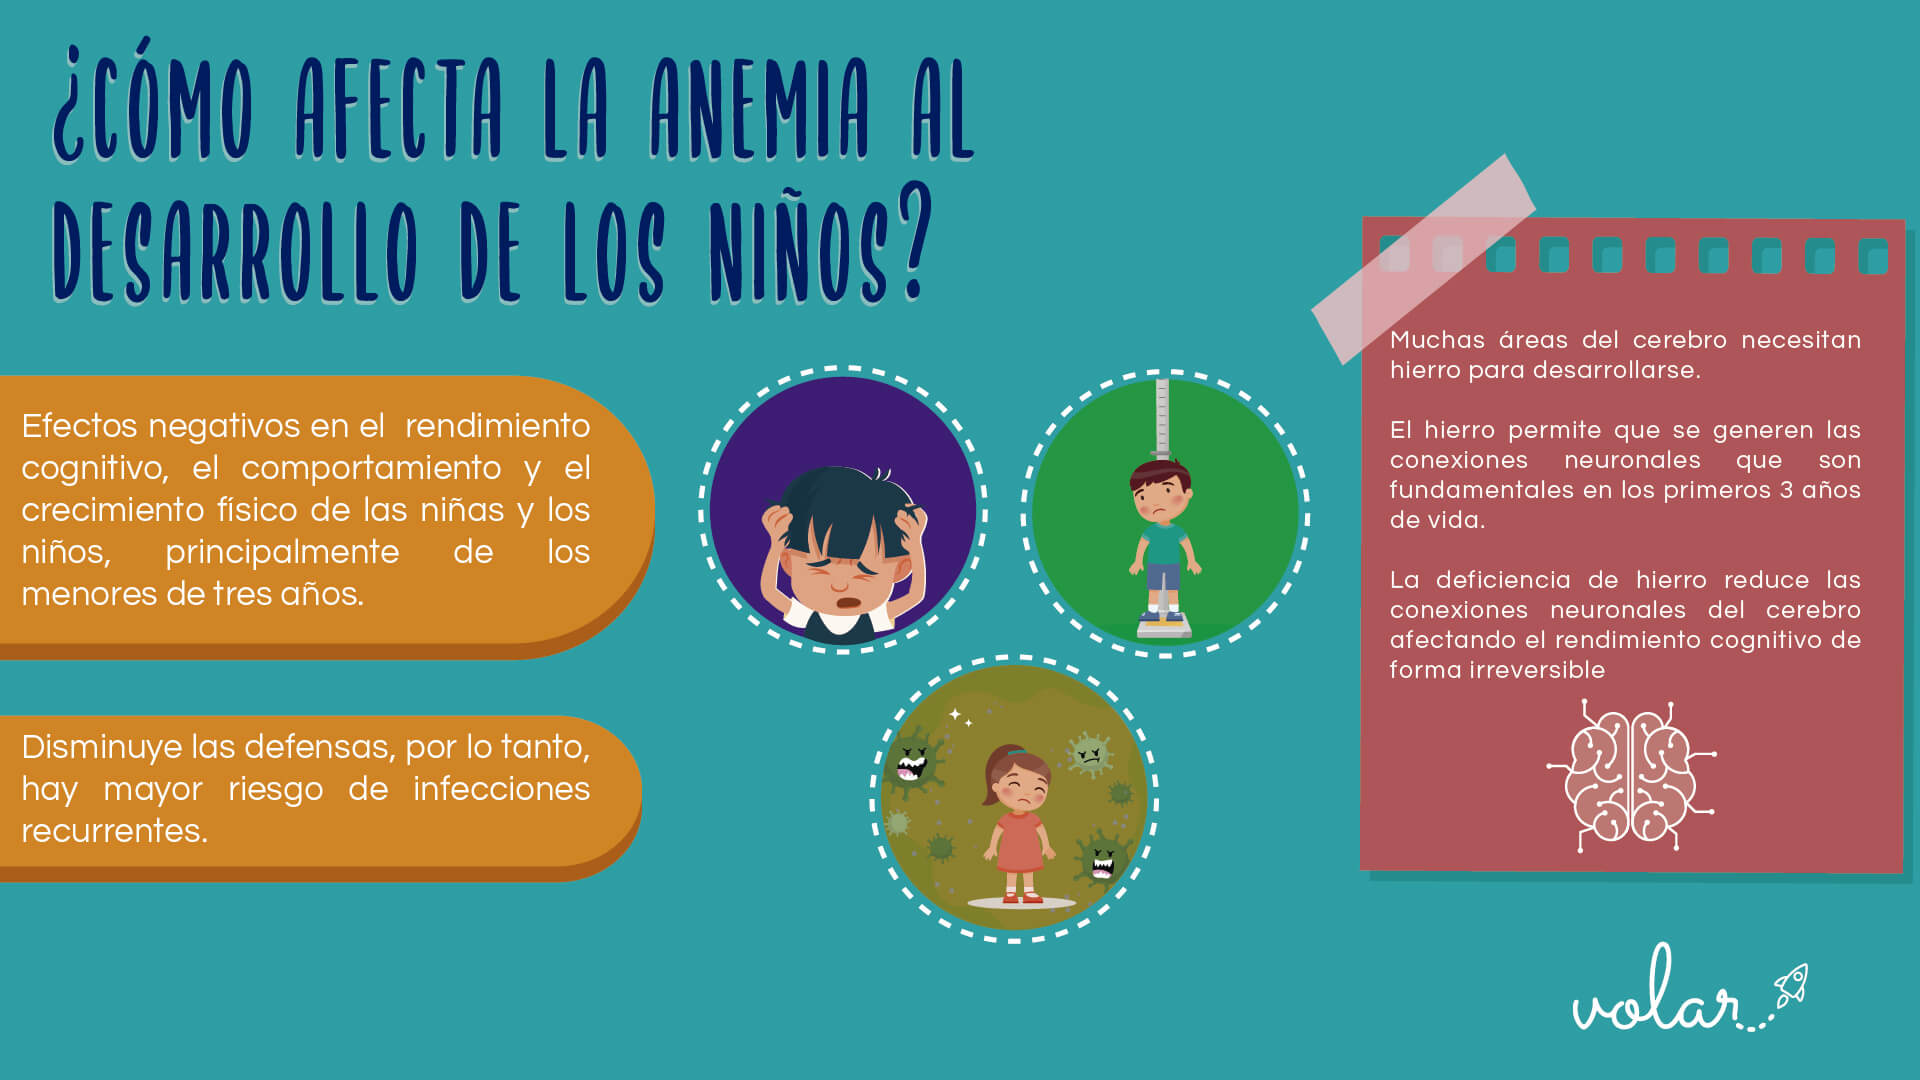 ¿CÓMO AFECTA LA ANEMIA AL
DESARROLLO DE LOS NIÑOS?
Efectos negativos en el rendimiento
cognitivo, el comportamiento y el
crecimiento físico de las niñas y los
niños, principalmente de los
menores de tres años.
Disminuye las defensas, por lo tanto,
hay mayor riesgo de infecciones
recurrentes.
Muchas áreas del cerebro necesitan
hierro para desarrollarse.
El hierro permite que se generen las
conexiones neuronales que son
fundamentales en los primeros 3 años
de vida.
La deficiencia de hierro reduce las
conexiones neuronales del cerebro
afectando el rendimiento cognitivo de
forma irreversible
volar